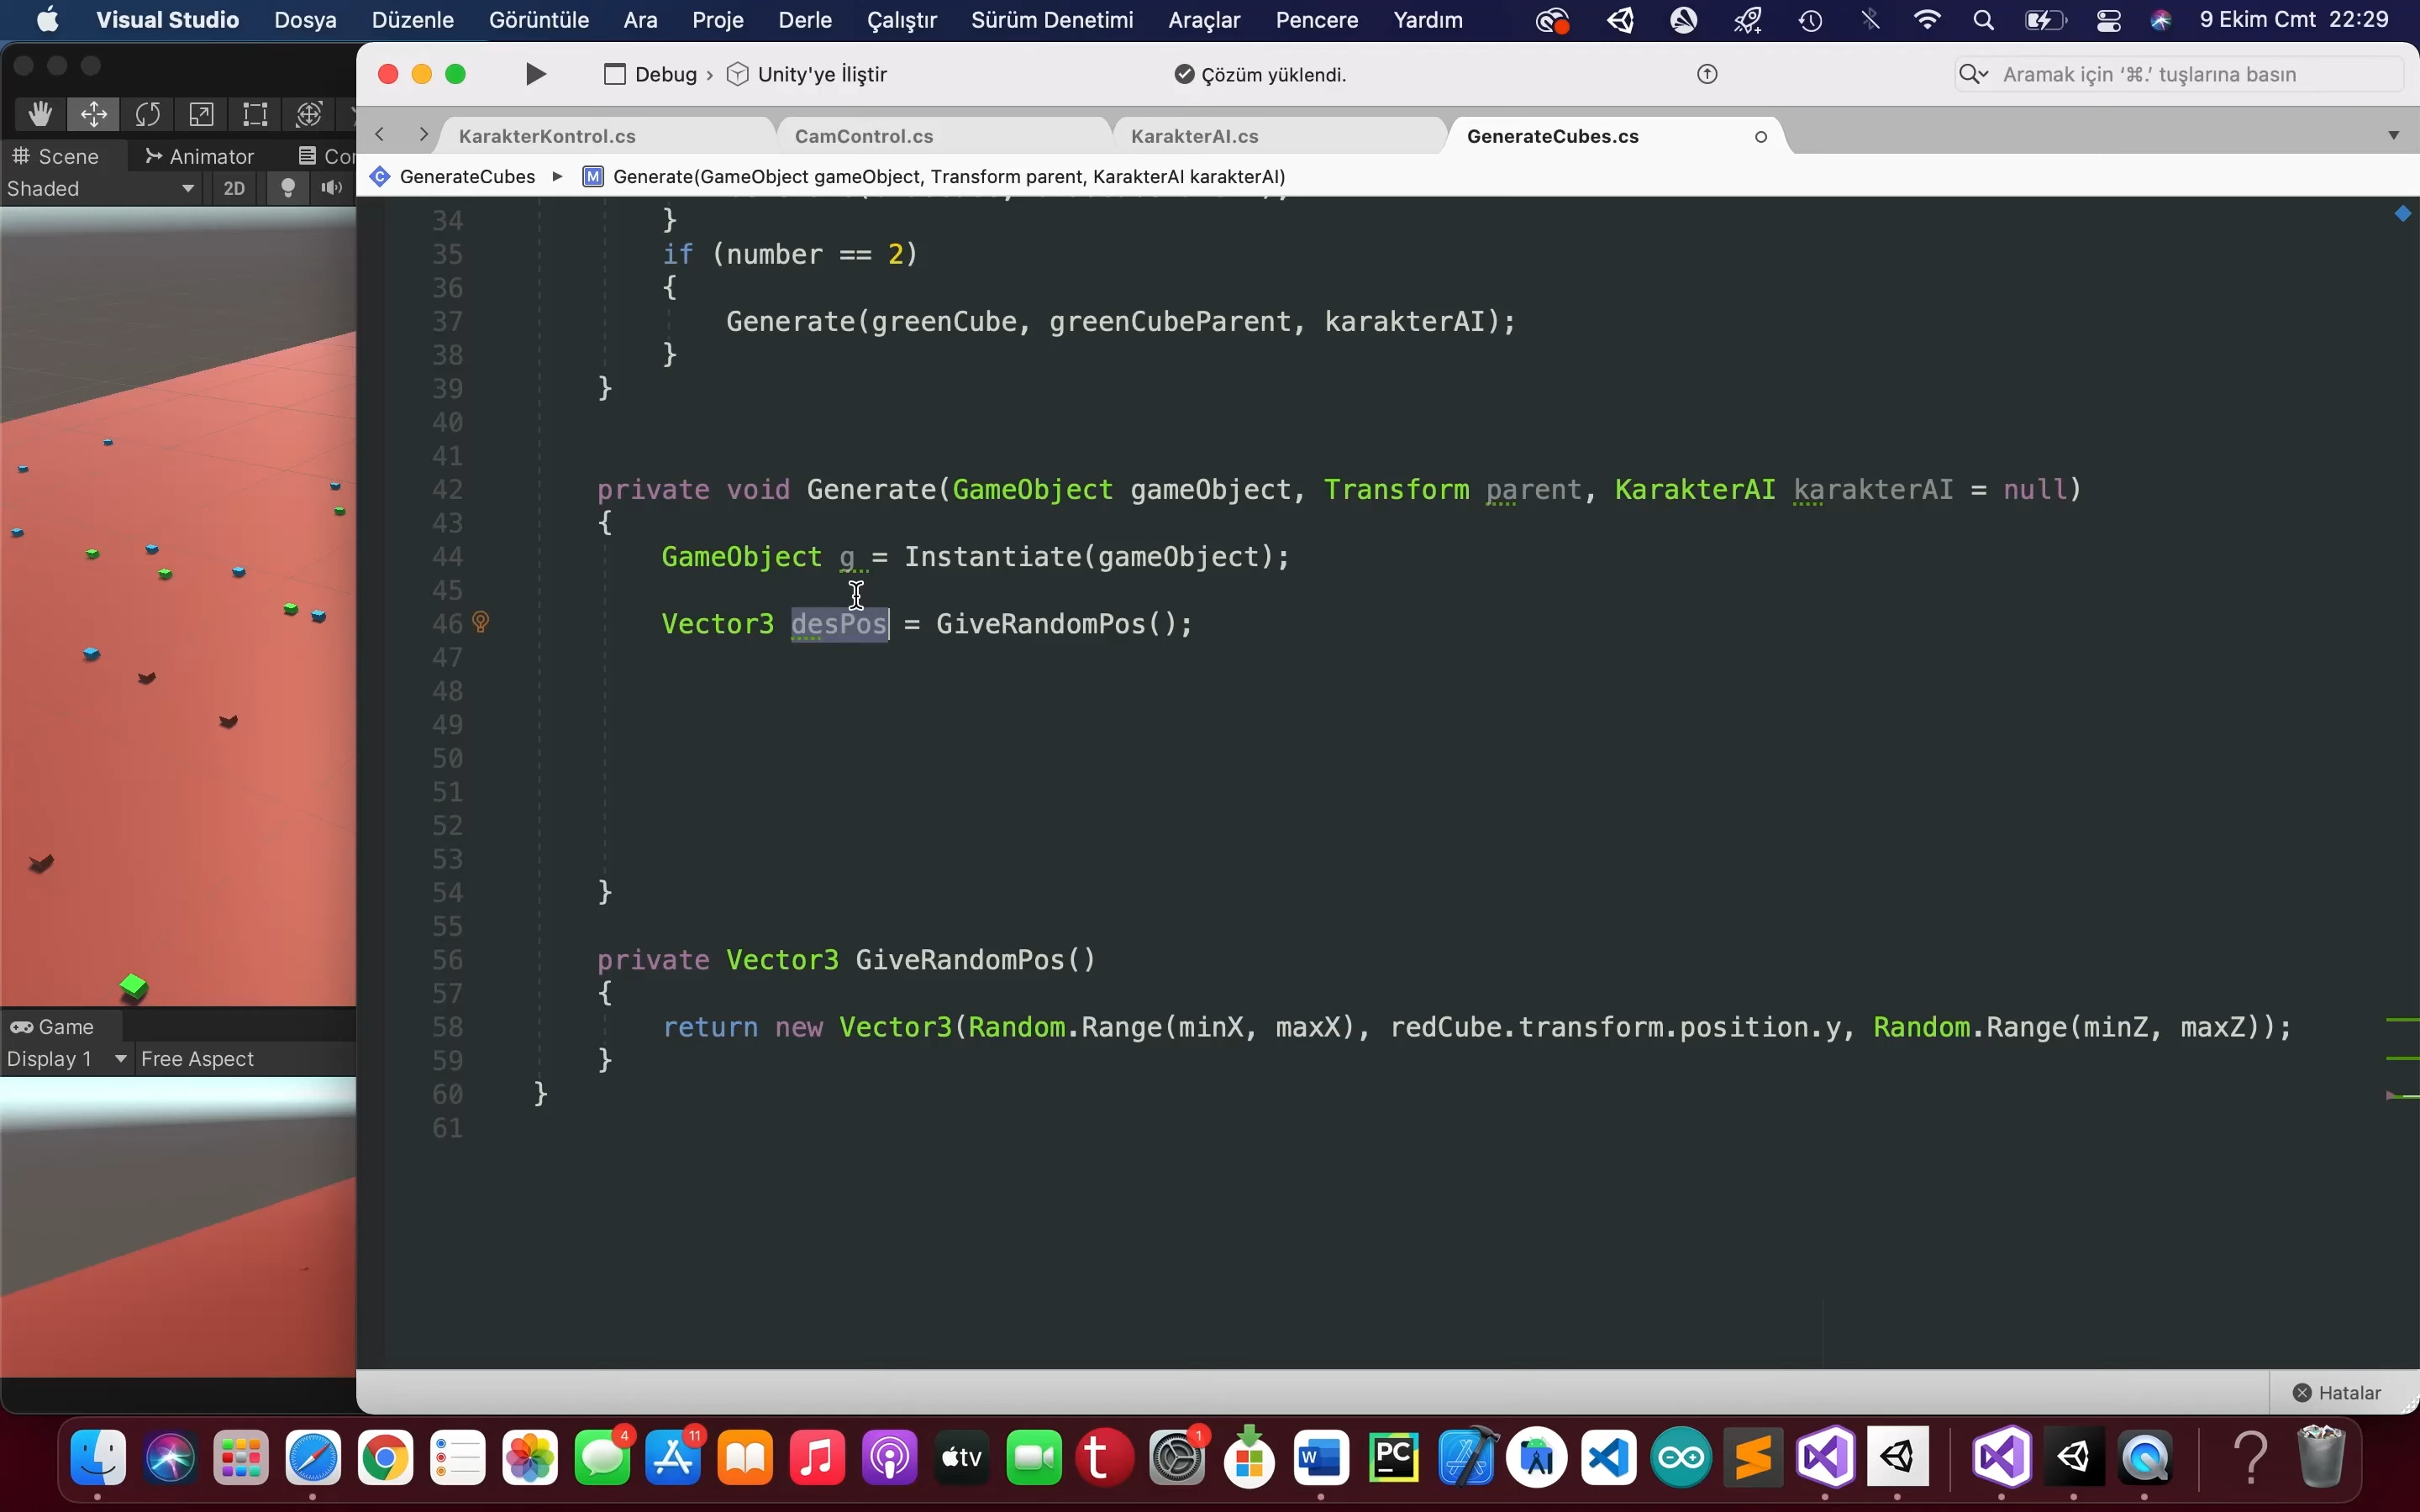 Visual Studio Dosya Düzenle Görüntüle Ara Proje Derle Çalıştır Sürüm Denetimi Araçlar Pencere Yardım 9 Ekim Cmt 22:29
Debug › Unity'ye İliştir Çözüm yüklendi. Aramak için ‘⌘.’ tuşlarına basın
KarakterKontrol.cs CamControl.cs KarakterAI.cs GenerateCubes.cs
Scene Animator Con
GenerateCubes M Generate(GameObject gameObject, Transform parent, KarakterAI karakterAI)
Shaded 2D
34 }
35 if (number == 2)
36 {
37 Generate(greenCube, greenCubeParent, karakterAI);
38 }
39 }
40
41
42 private void Generate(GameObject gameObject, Transform parent, KarakterAI karakterAI = null)
43 {
44 GameObject g = Instantiate(gameObject);
45
46 Vector3 desPos = GiveRandomPos();
47
48
49
50
51
52
53
54 }
55
56 private Vector3 GiveRandomPos()
57 {
58 return new Vector3(Random.Range(minX, maxX), redCube.transform.position.y, Random.Range(minZ, maxZ));
59 }
60 }
61
Game
Display 1 Free Aspect
Hatalar
4 11 tv t 1 W PC